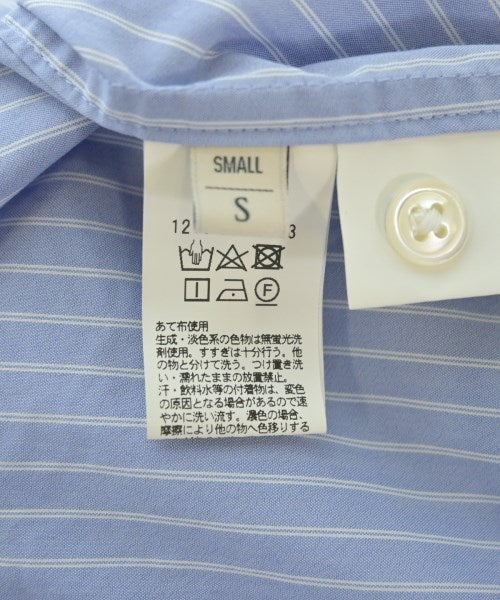 SMALL
S
12 3
F
あて布使用
生成・淡色系の色物は無蛍光洗
剤使用。すすぎは十分行う。他
の物と分けて洗う。つけ置き洗
い・濡れたままの放置禁止。
汗・飲料水等の付着物は、変色
の原因となる場合があるので速
やかに洗い流す。濃色の場合、
摩擦により他の物へ色移りする